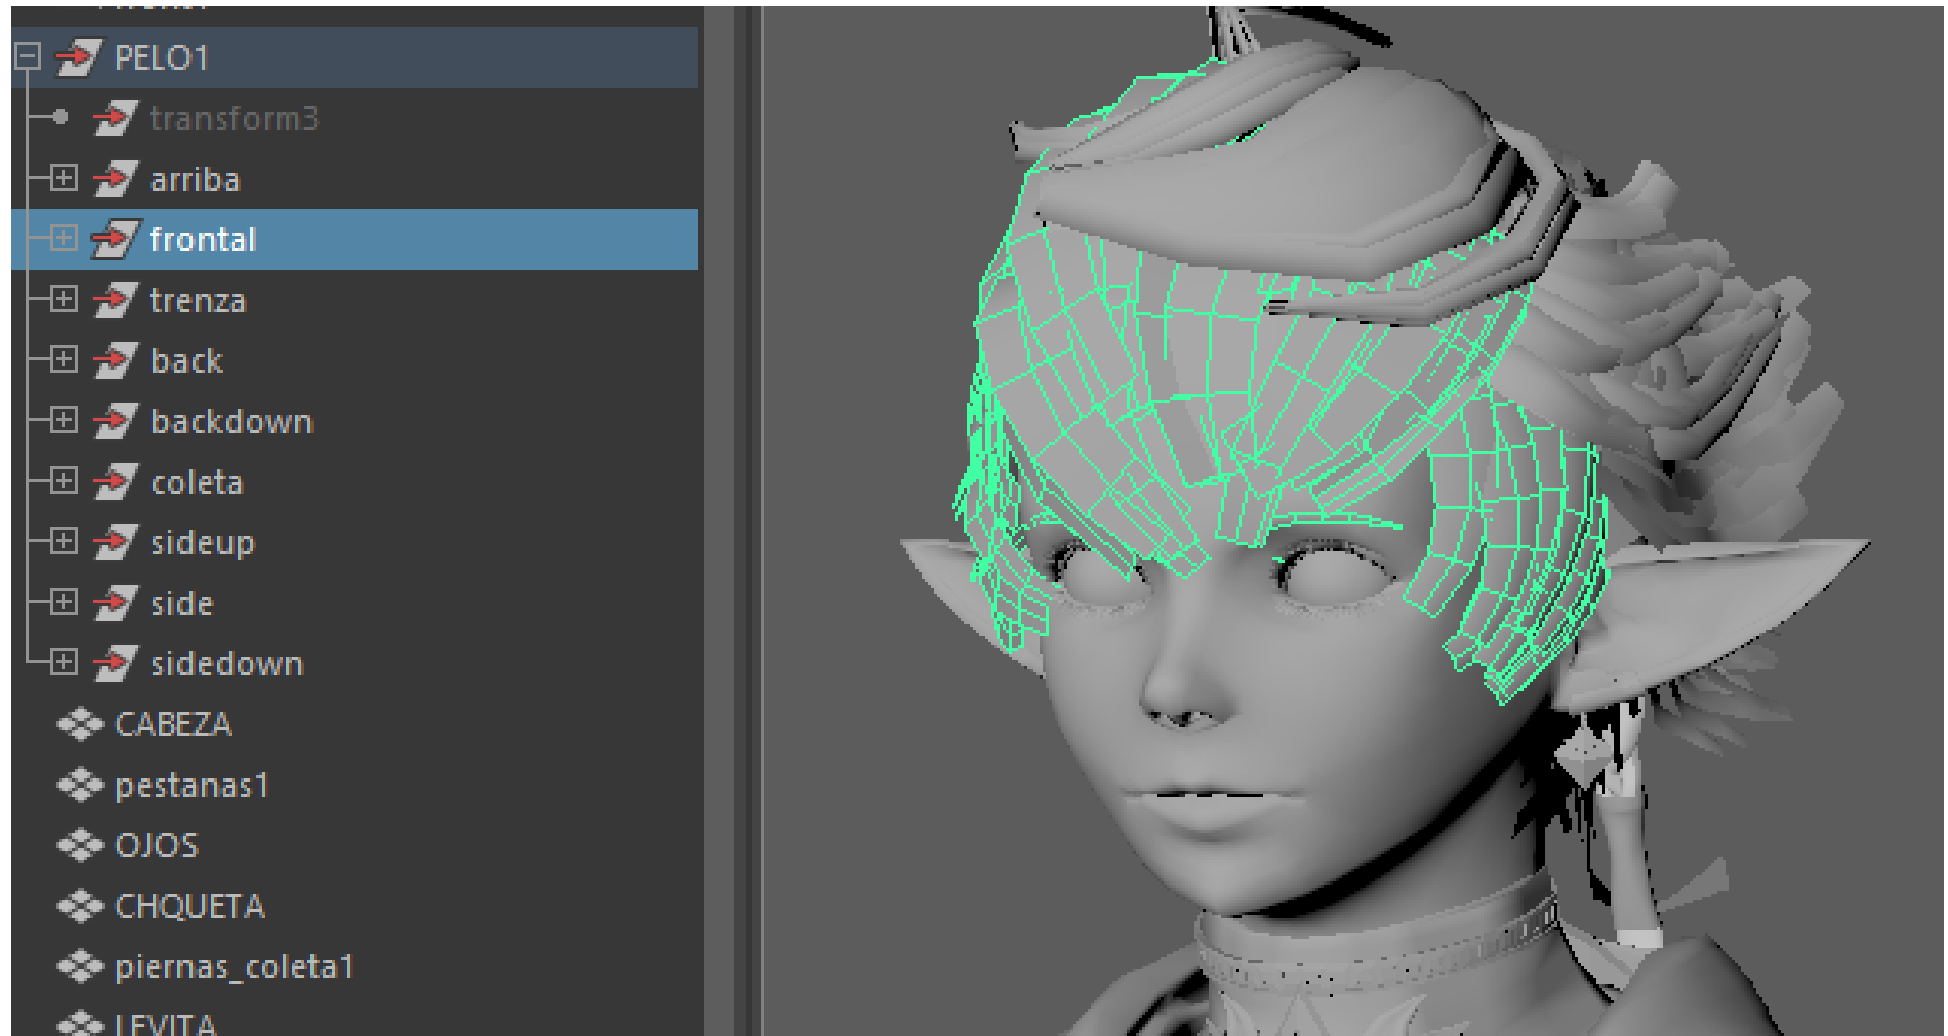 PELO1
transform3
arriba
frontal
trenza
back
backdown
coleta
sideup
side
sidedown
CABEZA
pestanas1
OJOS
CHQUETA
piernas_coleta1
LEVITA